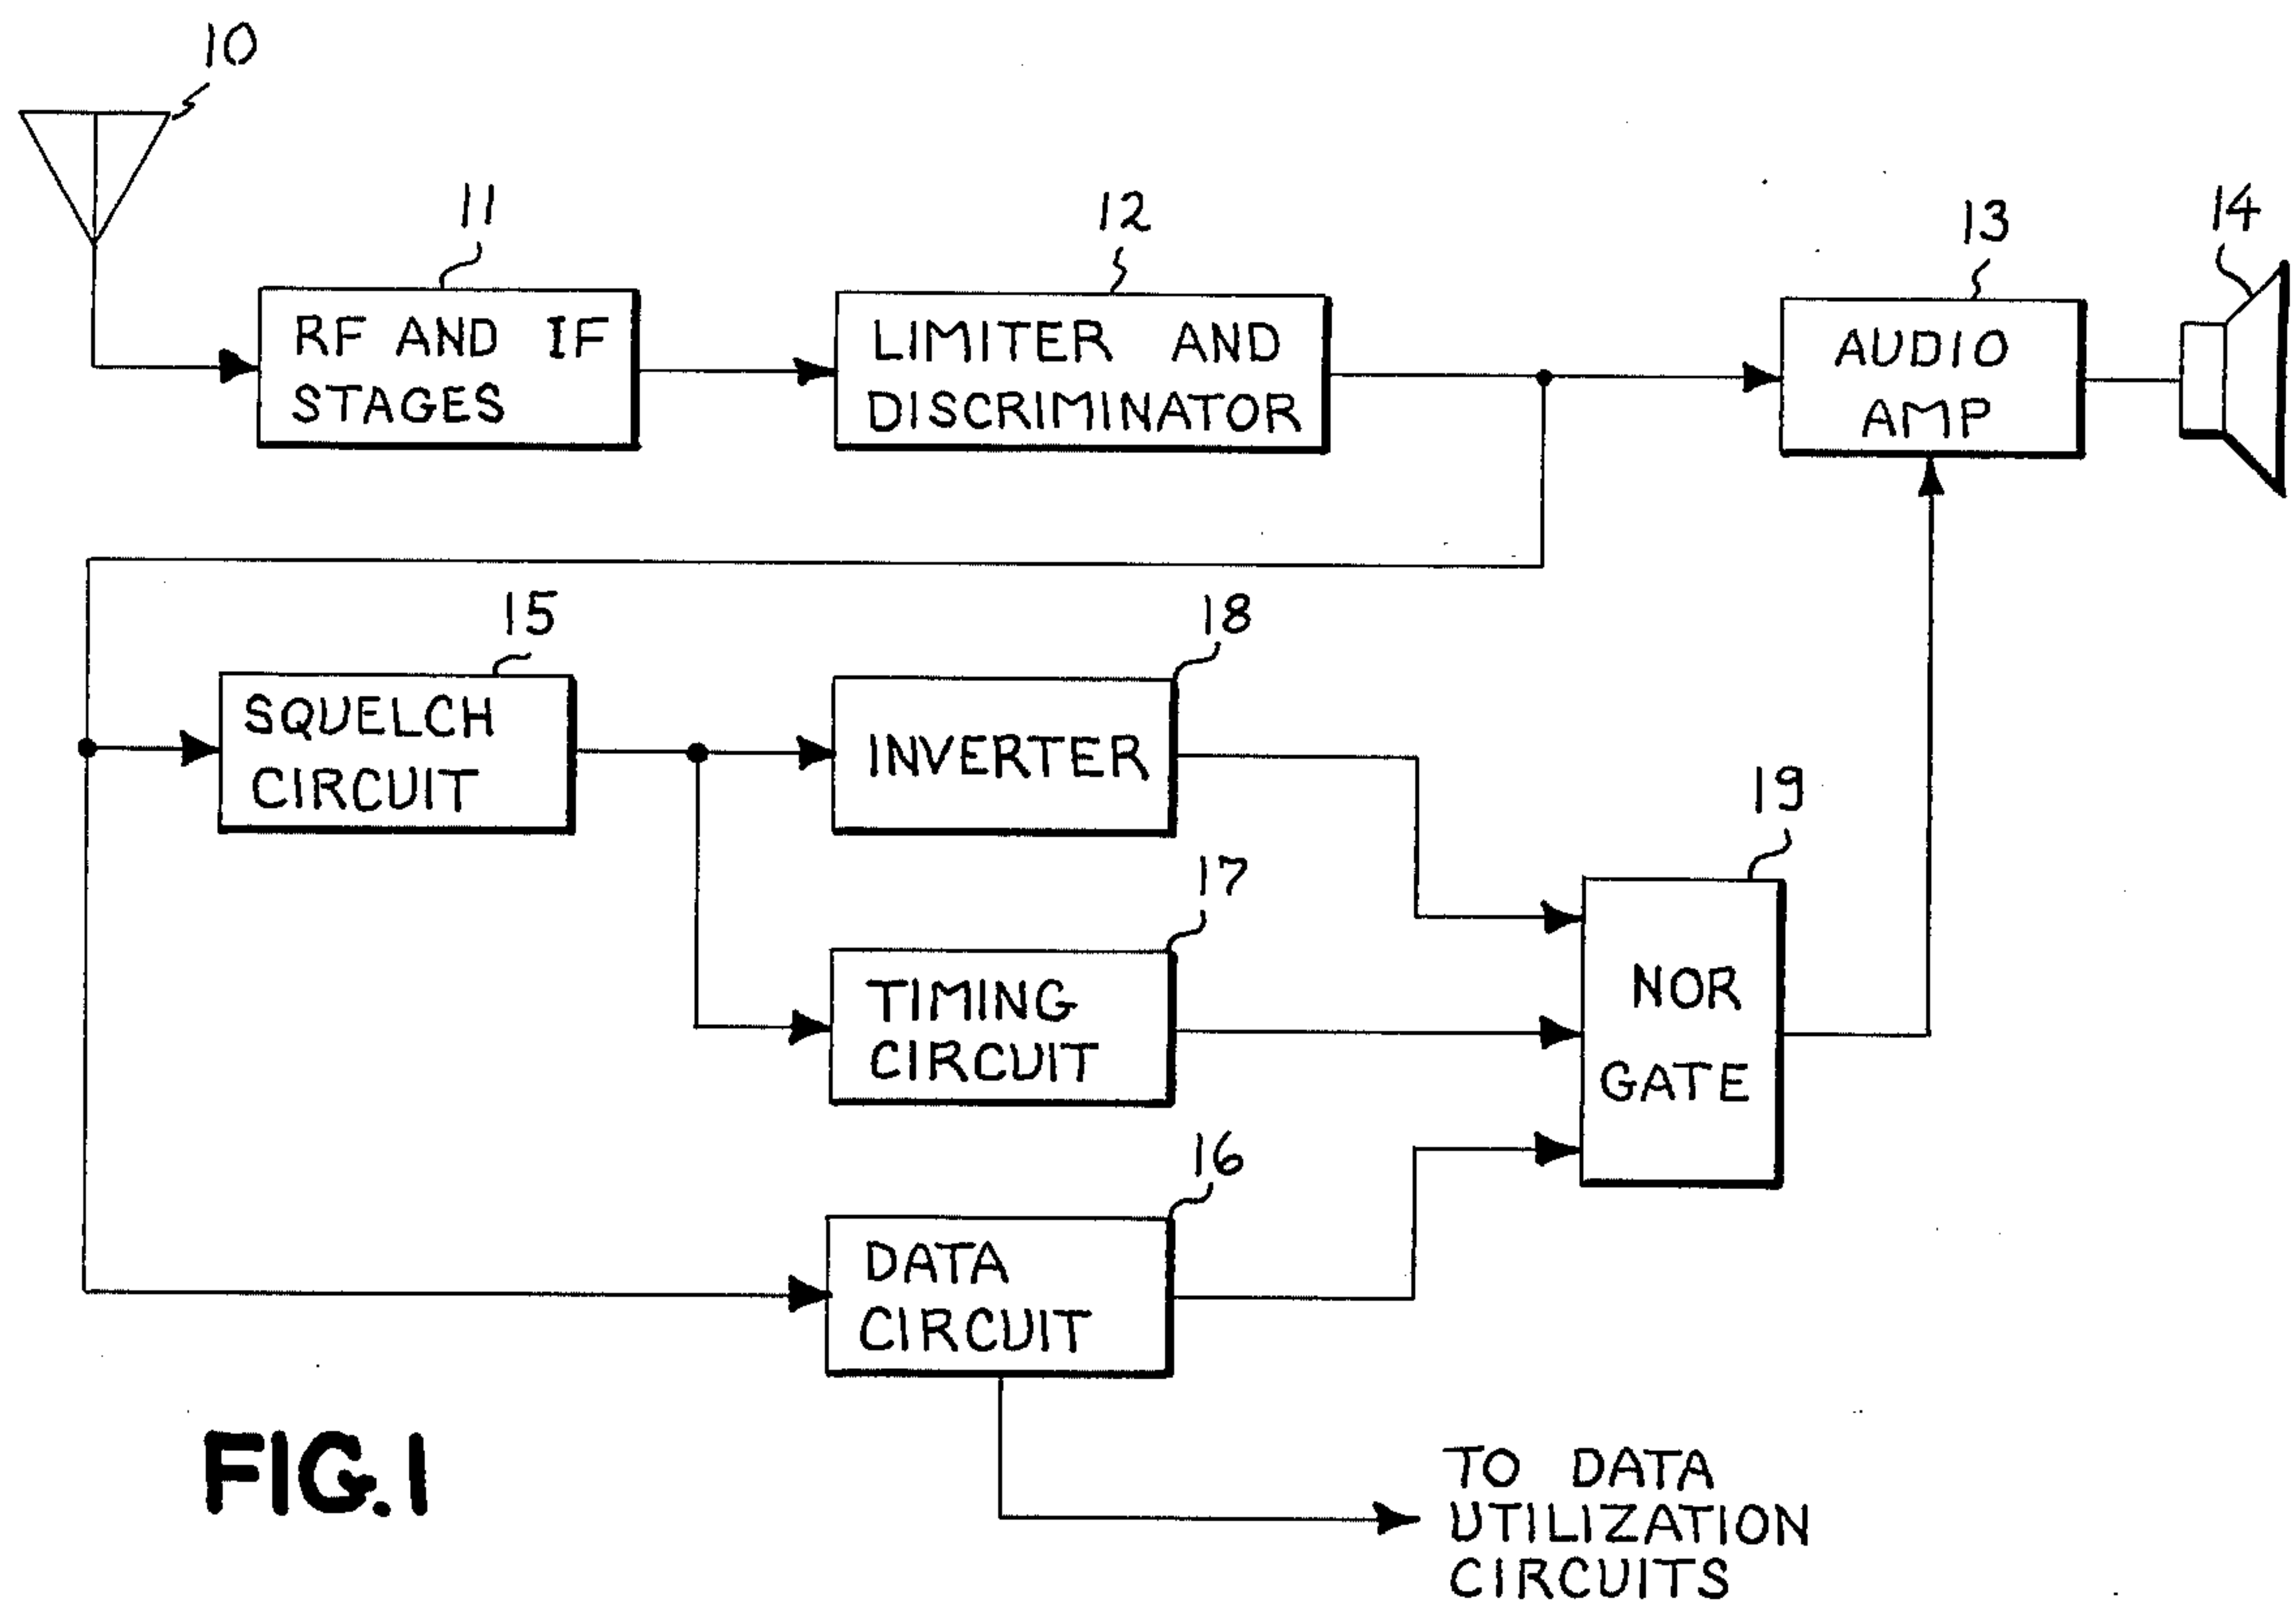 10
11
12
13
14
RF AND IF
STAGES
LIMITER AND
DISCRIMINATOR
AUDIO
AMP
15
18
SQUELCH
CIRCUIT
INVERTER
19
17
TIMING
CIRCUIT
NOR
GATE
16
DATA
CIRCUIT
FIG.1
TO DATA
UTILIZATION
CIRCUITS